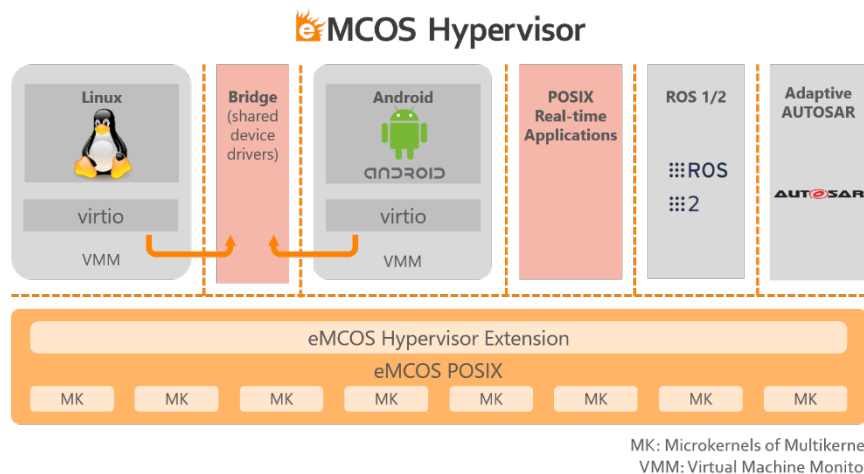 eMCOS Hypervisor
Linux
virtio
VMM
Bridge
(shared
device
drivers)
Android
ANDROID
virtio
VMM
POSIX
Real-time
Applications
ROS 1/2
ROS
2
Adaptive
AUTOSAR
AUTOSAR
eMCOS Hypervisor Extension
eMCOS POSIX
MK MK MK MK MK MK MK MK
MK: Microkernels of Multikerne
VMM: Virtual Machine Monito